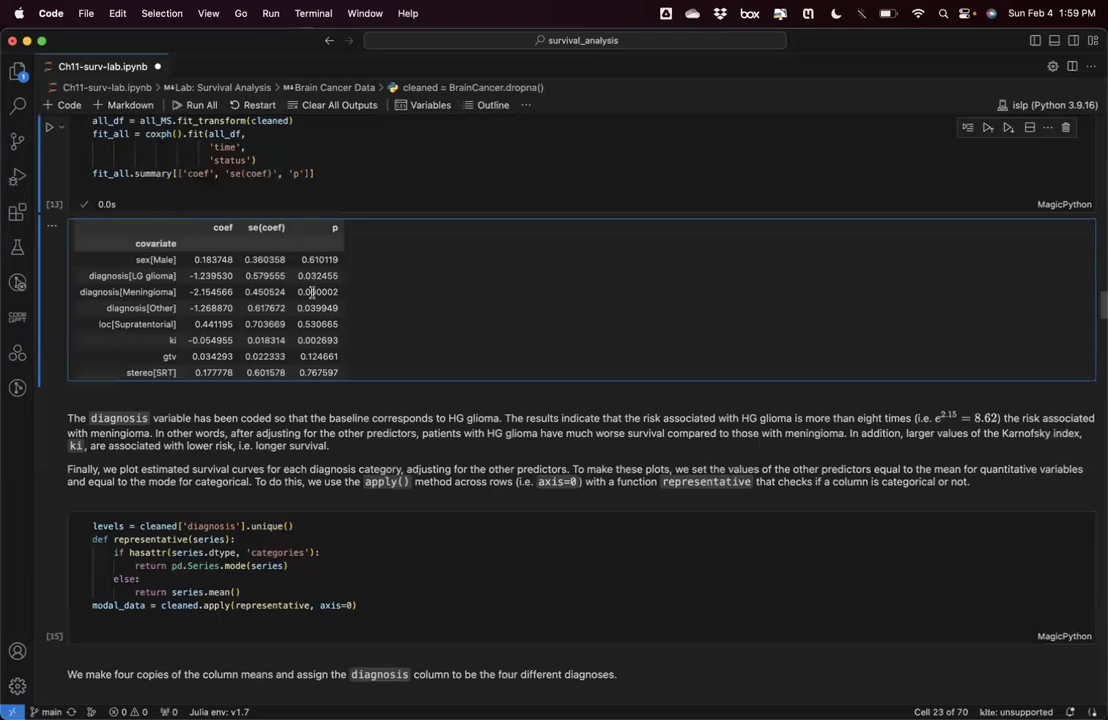 Code File Edit Selection View Go Run Terminal Window Help box Sun Feb 4 1:59 PM
survival_analysis
Ch11-surv-lab.ipynb
Ch11-surv-lab.ipynb > Lab: Survival Analysis > Brain Cancer Data > cleaned = BrainCancer.dropna()
+ Code + Markdown Run All Restart Clear All Outputs Variables Outline ... islp (Python 3.9.16)
all_df = all_MS.fit_transform(cleaned)
fit_all = coxph().fit(all_df,
'time',
'status')
fit_all.summary[['coef', 'se(coef)', 'p']]
[13] 0.0s MagicPython
coef se(coef) p
covariate
sex[Male] 0.183748 0.360358 0.610119
diagnosis[LG glioma] -1.239530 0.579555 0.032455
diagnosis[Meningioma] -2.154566 0.450524 0.000002
diagnosis[Other] -1.268870 0.617672 0.039949
loc[Supratentorial] 0.441195 0.703669 0.530665
ki -0.054955 0.018314 0.002693
gtv 0.034293 0.022333 0.124661
stereo[SRT] 0.177778 0.601578 0.767597
The diagnosis variable has been coded so that the baseline corresponds to HG glioma. The results indicate that the risk associated with HG glioma is more than eight times (i.e. e^2.15 = 8.62) the risk associated
with meningioma. In other words, after adjusting for the other predictors, patients with HG glioma have much worse survival compared to those with meningioma. In addition, larger values of the Karnofsky index,
ki, are associated with lower risk, i.e. longer survival.
Finally, we plot estimated survival curves for each diagnosis category, adjusting for the other predictors. To make these plots, we set the values of the other predictors equal to the mean for quantitative variables
and equal to the mode for categorical. To do this, we use the apply() method across rows (i.e. axis=0) with a function representative that checks if a column is categorical or not.
levels = cleaned['diagnosis'].unique()
def representative(series):
if hasattr(series.dtype, 'categories'):
return pd.Series.mode(series)
else:
return series.mean()
modal_data = cleaned.apply(representative, axis=0)
[15] MagicPython
We make four copies of the column means and assign the diagnosis column to be the four different diagnoses.
main 0 0 0 Julia env: v1.7 Cell 23 of 70 kite: unsupported